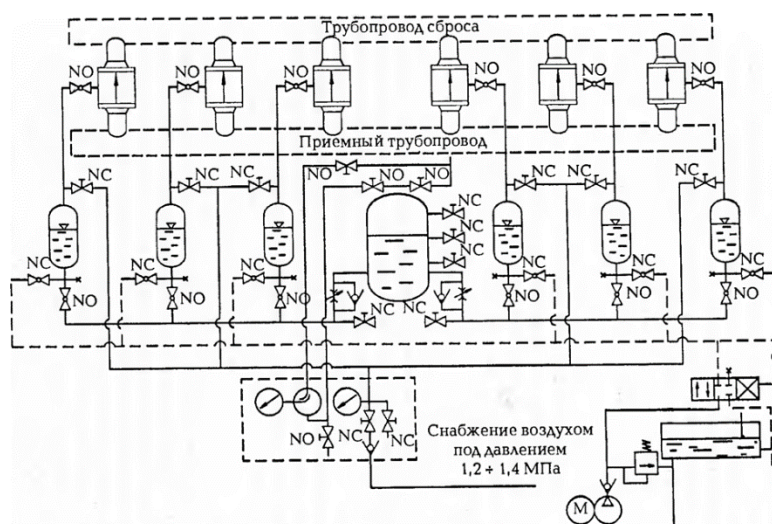 Трубопровод сброса
NO NO NO NO NO NO
Приемный трубопровод
NO NO NO
NC NC NC NC NC NC
NC
NC
NC
NC NC NC NC NC NC
NO NO NO NO NO NO
NC NC
NO NC NC
Снабжение воздухом
под давлением
1,2 ÷ 1,4 МПа
М